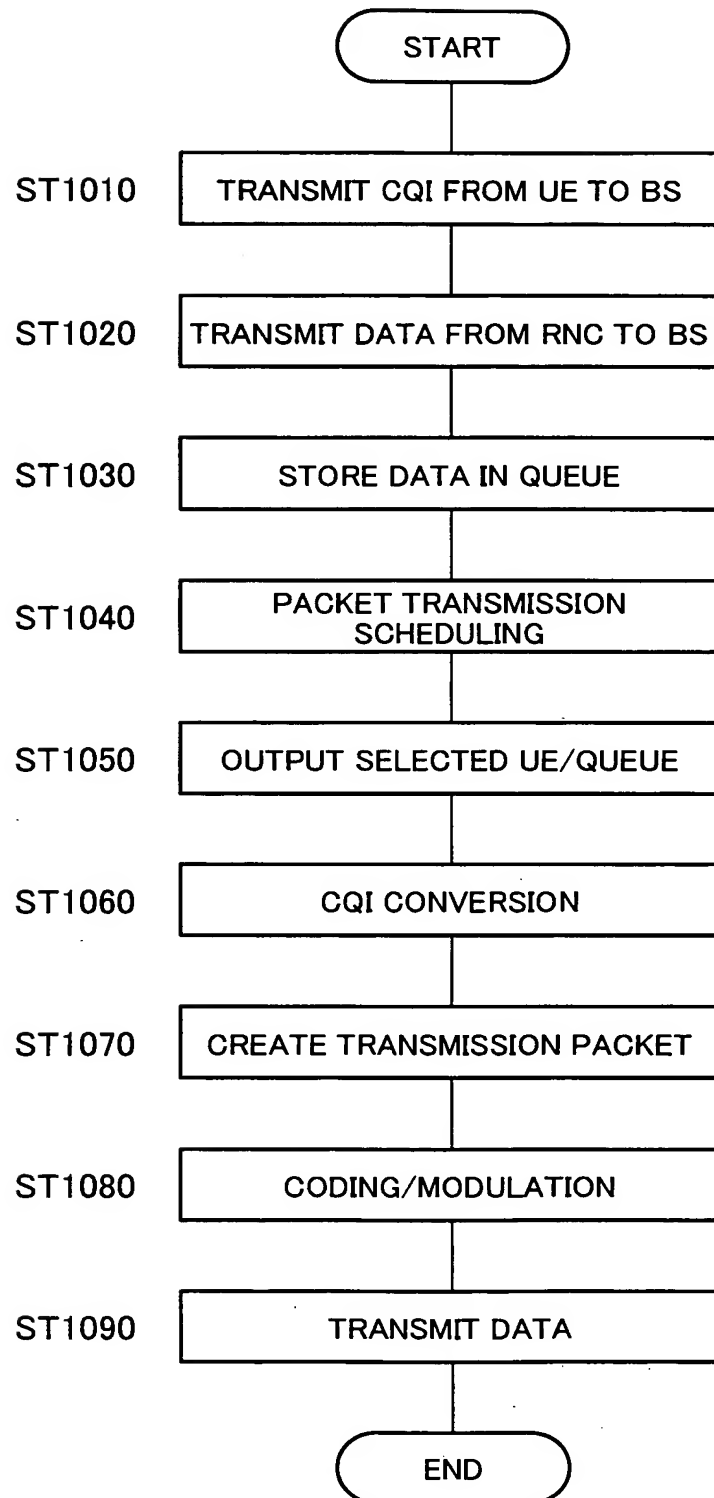 START
ST1010 TRANSMIT CQI FROM UE TO BS
ST1020 TRANSMIT DATA FROM RNC TO BS
ST1030 STORE DATA IN QUEUE
ST1040 PACKET TRANSMISSION
SCHEDULING
ST1050 OUTPUT SELECTED UE/QUEUE
ST1060 CQI CONVERSION
ST1070 CREATE TRANSMISSION PACKET
ST1080 CODING/MODULATION
ST1090 TRANSMIT DATA
END